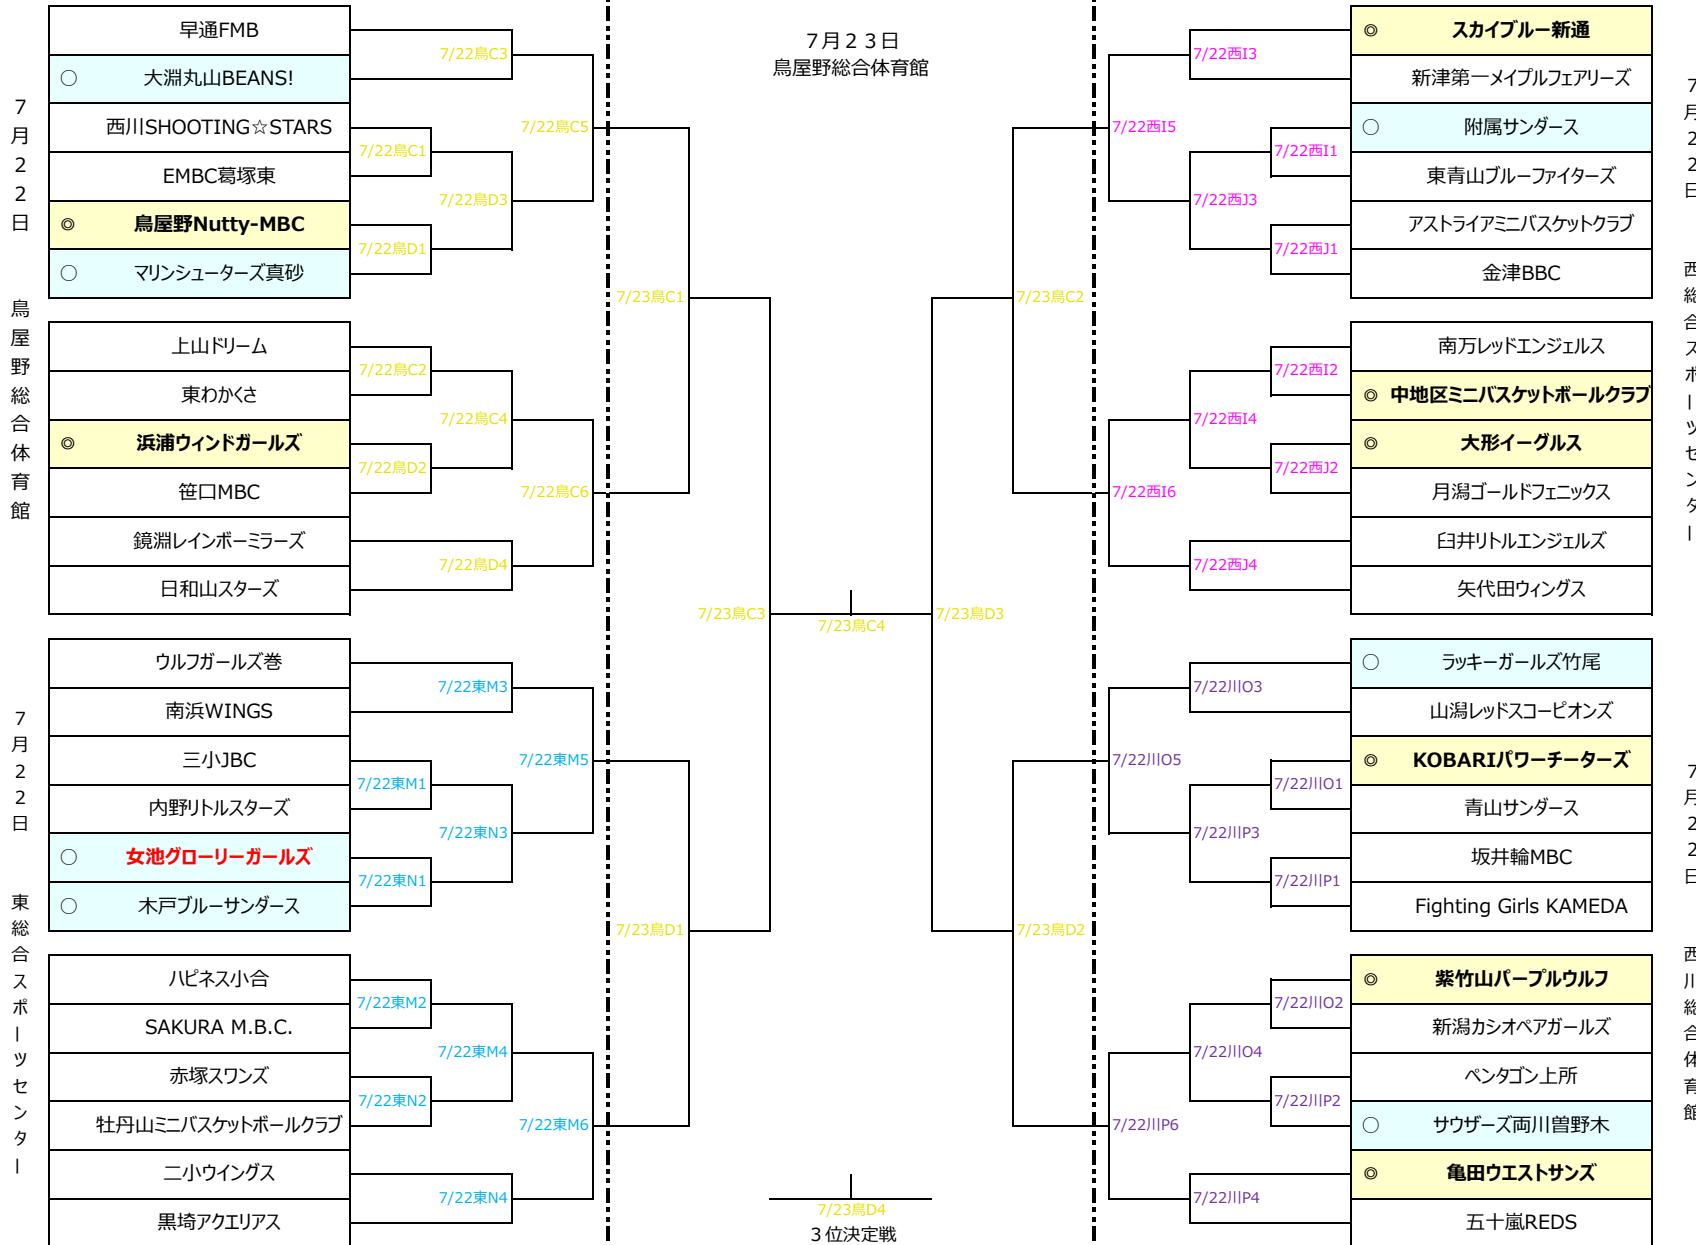 7月22日 鳥屋野総合体育館
早通FMB
○ 大淵丸山BEANS!
西川SHOOTING☆STARS
EMBC葛塚東
◎ 鳥屋野Nutty-MBC
○ マリンシューターズ真砂
7/22鳥C3
7/22鳥C1
7/22鳥D3
7/22鳥D1
7/22鳥C5
上山ドリーム
東わかくさ
◎ 浜浦ウィンドガールズ
笹口MBC
鏡淵レインボーミラーズ
日和山スターズ
7/22鳥C2
7/22鳥C4
7/22鳥D2
7/22鳥C6
7/22鳥D4
7月22日 東総合スポーツセンター
ウルフガールズ巻
南浜WINGS
三小JBC
内野リトルスターズ
○ 女池グローリーガールズ
○ 木戸ブルーサンダース
7/22東M3
7/22東M1
7/22東N3
7/22東N1
7/22東M5
ハピネス小合
SAKURA M.B.C.
赤塚スワンズ
牡丹山ミニバスケットボールクラブ
二小ウイングス
黒埼アクエリアス
7/22東M2
7/22東M4
7/22東N2
7/22東M6
7/22東N4
7月23日
鳥屋野総合体育館
7/23鳥C1
7/23鳥C2
7/23鳥C3
7/23鳥C4
7/23鳥D3
7/23鳥D1
7/23鳥D2
7/23鳥D4
3位決定戦
7/22西I3
7/22西I5
7/22西I1
7/22西J3
7/22西J1
◎ スカイブルー新通
新津第一メイプルフェアリーズ
○ 附属サンダース
東青山ブルーファイターズ
アストライアミニバスケットクラブ
金津BBC
7月22日 西総合スポーツセンター
7/22西I2
7/22西I4
7/22西J2
7/22西I6
7/22西J4
南万レッドエンジェルス
◎ 中地区ミニバスケットボールクラブ
◎ 大形イーグルス
月潟ゴールドフェニックス
臼井リトルエンジェルズ
矢代田ウィングス
7/22川O3
7/22川O5
7/22川O1
7/22川P3
7/22川P1
○ ラッキーガールズ竹尾
山潟レッドスコーピオンズ
◎ KOBARIパワーチーターズ
青山サンダース
坂井輪MBC
Fighting Girls KAMEDA
7月22日 西川総合体育館
7/22川O2
7/22川O4
7/22川P2
7/22川P6
7/22川P4
◎ 紫竹山パープルウルフ
新潟カシオペアガールズ
ペンタゴン上所
○ サウザーズ両川曽野木
◎ 亀田ウエストサンズ
五十嵐REDS